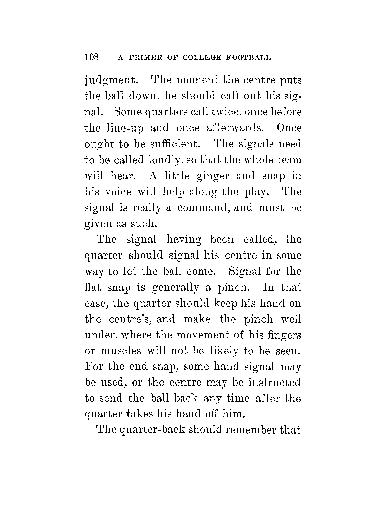 108 A PRIMER OF COLLEGE FOOTBALL
judgment. The moment the centre puts
the ball down, he should call out his sig-
nal. Some quarters call twice, once before
the line-up and once afterwards. Once
ought to be sufficient. The signals need
to be called loudly, so that the whole team
will hear. A little ginger and snap in
his voice will help along the play. The
signal is really a command, and must be
given as such.
The signal having been called, the
quarter should signal his centre in some
way to let the ball come. Signal for the
flat snap is generally a pinch. In that
case, the quarter should keep his hand on
the centre's, and make the pinch well
under, where the movement of his fingers
or muscles will not be likely to be seen.
For the end snap, some hand signal may
be used, or the centre may be instructed
to send the ball back any time after the
quarter takes his hand off him.
The quarter-back should remember that